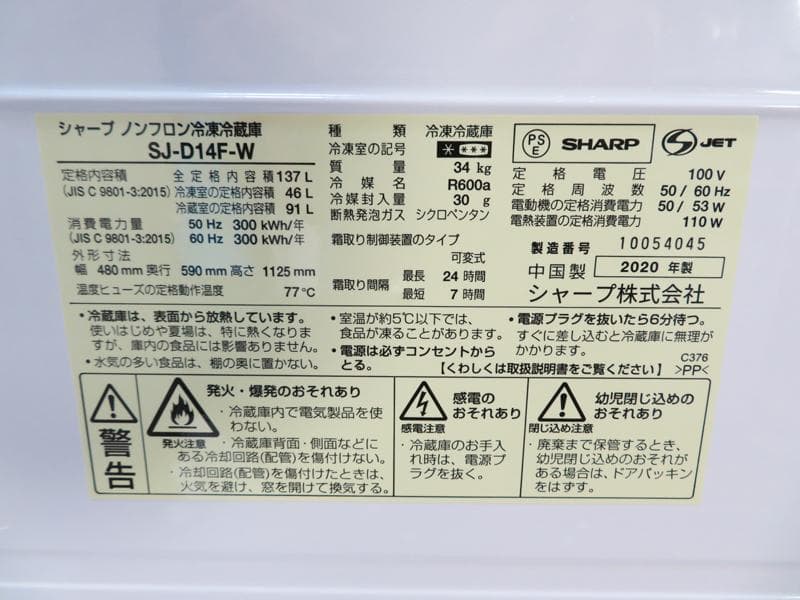 シャープ ノンフロン冷凍冷蔵庫
SJ-D14F-W
定格内容積 全定格内容積 137 L
(JIS C 9801-3:2015) 冷凍室の定格内容積 46 L
冷蔵室の定格内容積 91 L
消費電力量 50 Hz 300 kWh/年
(JIS C 9801-3:2015) 60 Hz 300 kWh/年
外形寸法
幅 480 mm 奥行 590 mm 高さ 1125 mm
温度ヒューズの定格動作温度 77℃
種類 冷凍冷蔵庫
冷凍室の記号 * ***
質量 34 kg
冷媒名 R600a
冷媒封入量 30 g
断熱発泡ガス シクロペンタン
霜取り制御装置のタイプ
可変式
霜取り間隔 最長 24 時間
最短 7 時間
PS E SHARP S JET
定格電圧 100 V
定格周波数 50 / 60 Hz
電動機の定格消費電力 50 / 53 W
電熱装置の定格消費電力 110 W
製造番号 10054045
中国製 2020 年製
シャープ株式会社
・冷蔵庫は、表面から放熱しています。
使いはじめや夏場は、特に熱くなりま
すが、庫内の食品には影響ありません。
・水気の多い食品は、棚の奥に置かない。
・室温が約5℃以下では、
食品が凍ることがあります。
・電源は必ずコンセントから
とる。
・電源プラグを抜いたら6分待つ。
すぐに差し込むと冷蔵庫に無理が
かかります。
C376
【くわしくは取扱説明書をご覧ください】 >PP<
警告
発火・爆発のおそれあり
発火注意
・冷蔵庫内で電気製品を使
わない。
・冷蔵庫背面・側面などに
ある冷却回路(配管)を傷付けない。
・冷却回路(配管)を傷付けたときは、
火気を避け、窓を開けて換気する。
感電の
おそれあり
感電注意
・冷蔵庫のお手入
れ時は、電源プ
ラグを抜く。
幼児閉じ込めの
おそれあり
閉じ込め注意
・廃棄まで保管するとき、
幼児閉じ込めのおそれが
ある場合は、ドアパッキン
をはずす。